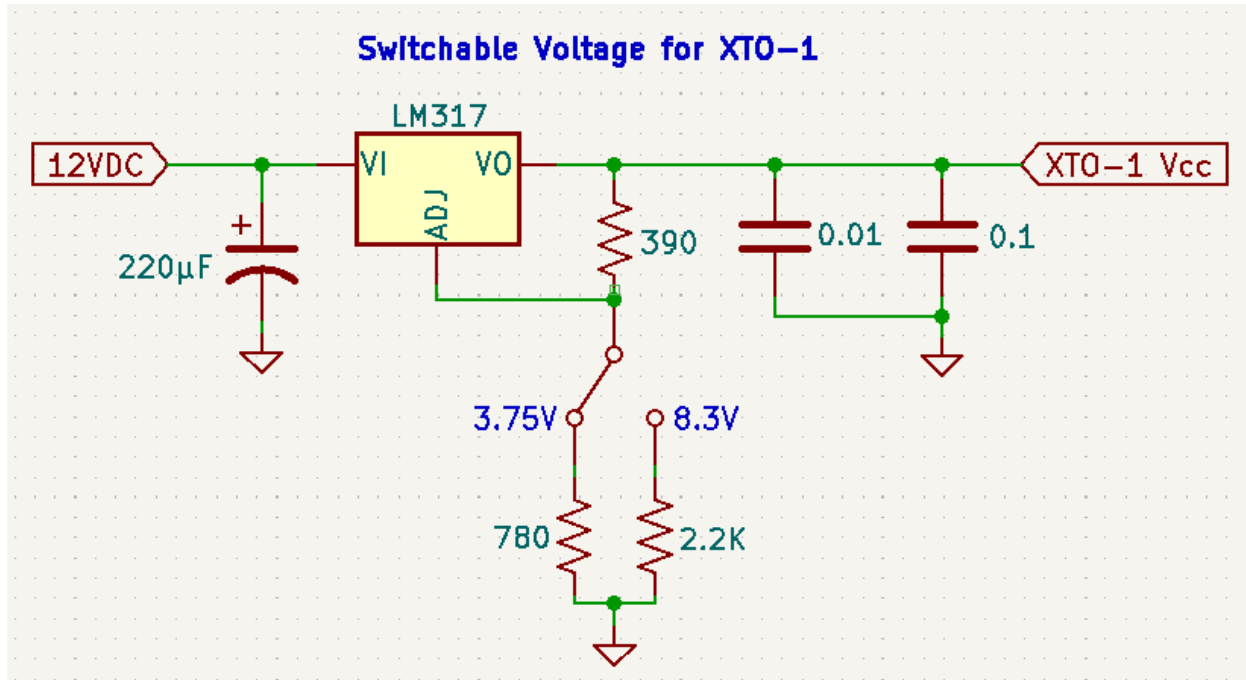 Switchable Voltage for XTO-1
LM317
12VDC
VI
VO
XTO-1 Vcc
ADJ
+
220µF
390
0.01
0.1
3.75V
8.3V
780
2.2K